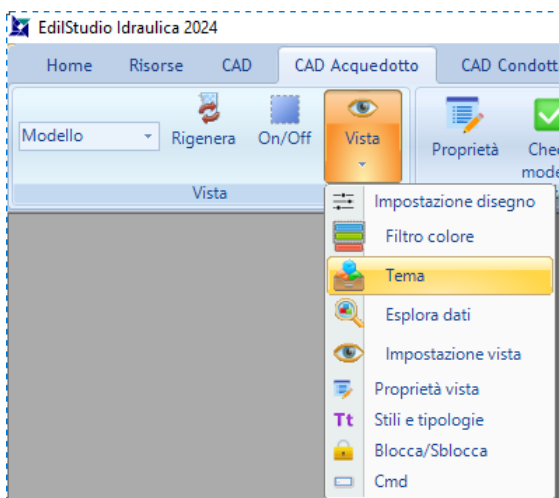 EdilStudio Idraulica 2024
Home Risorse CAD CAD Acquedotto CAD Condott
Modello Rigenera On/Off Vista Proprietà Chec
mode
Vista
Impostazione disegno
Filtro colore
Tema
Esplora dati
Impostazione vista
Proprietà vista
Tt Stili e tipologie
Blocca/Sblocca
Cmd